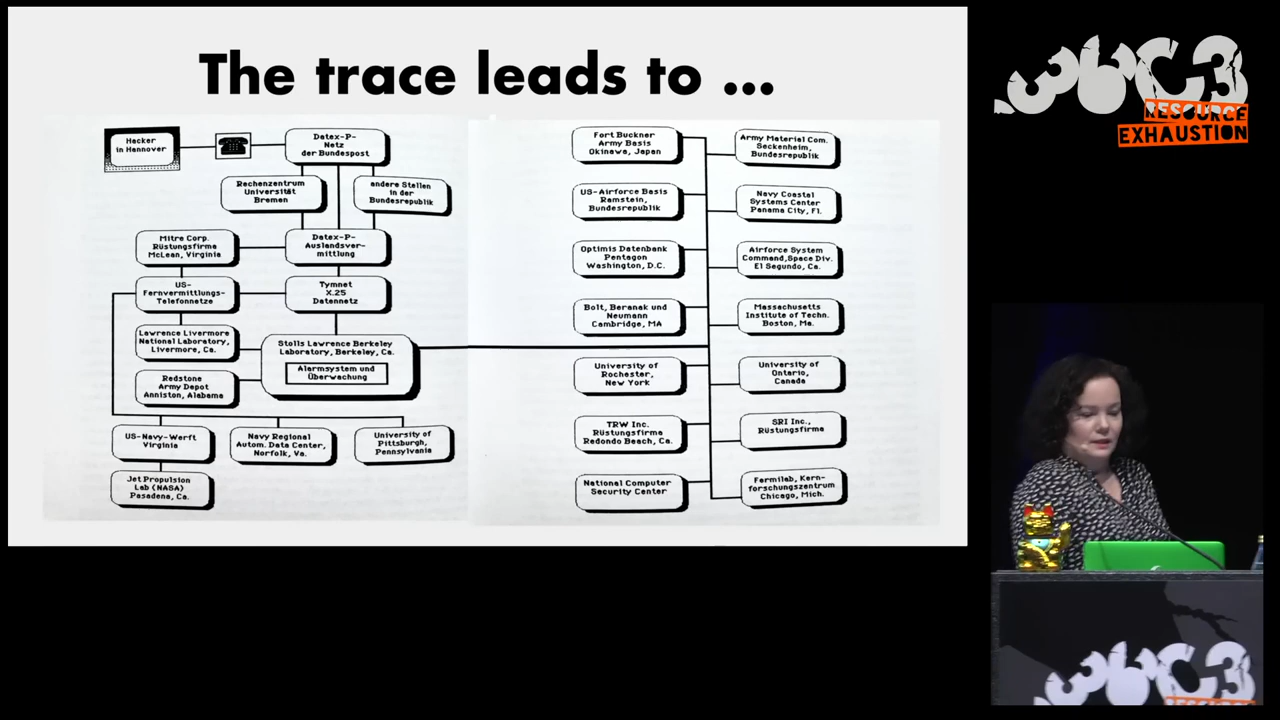 The trace leads to ...
Hacker
in Hannover
Datex-P-
Netz
der Bundespost
Rechenzentrum
Universität
Bremen
andere Stellen
in der
Bundesrepublik
Mitre Corp.
Rüstungsfirma
McLean, Virginia
Datex-P-
Auslandsver-
mittlung
US-
Fernvermittlungs-
Telefonnetze
Tymnet
X.25
Datennetz
Lawrence Livermore
National Laboratory,
Livermore, Ca.
Stolls Lawrence Berkeley
Laboratory, Berkeley, Ca.
Alarmsystem und
Überwachung
Redstone
Army Depot
Anniston, Alabama
US-Navy-Werft
Virginia
Navy Regional
Autom. Data Center,
Norfolk, Va.
University of
Pittsburgh,
Pennsylvania
Jet Propulsion
Lab (NASA)
Pasadena, Ca.
Fort Buckner
Army Basis
Okinawa, Japan
Army Material Com.
Seckenheim,
Bundesrepublik
US-Airforce Basis
Ramstein,
Bundesrepublik
Navy Coastal
Systems Center
Panama City, Fl.
Optimis Datenbank
Pentagon
Washington, D.C.
Airforce System
Command,Space Div.
El Segundo, Ca.
Bolt, Beranak und
Neumann
Cambridge, MA
Massachusetts
Institute of Techn.
Boston, Ma.
University of
Rochester,
New York
University of
Ontario,
Canada
TRW Inc.
Rüstungsfirma
Redondo Beach, Ca.
SRI Inc.,
Rüstungsfirma
National Computer
Security Center
Fermilab, Kern-
forschungszentrum
Chicago, Mich.
36C3
RESOURCE
EXHAUSTION
36C3